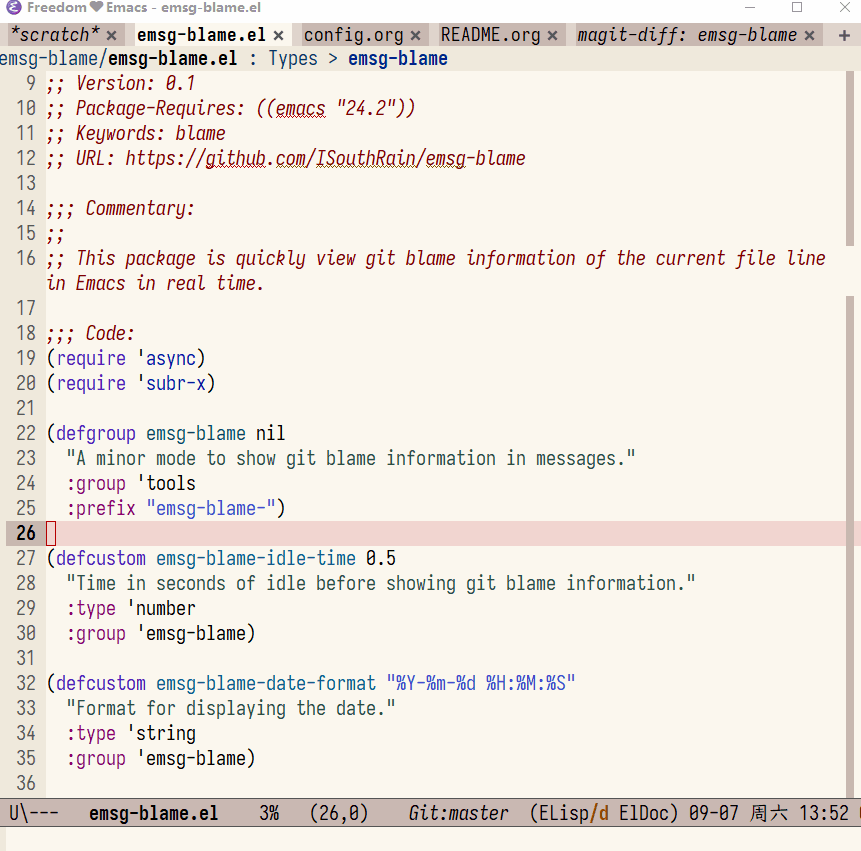 Freedom❤Emacs - emsg-blame.el
*scratch* × emsg-blame.el × config.org × README.org × magit-diff: emsg-blame × +
emsg-blame/emsg-blame.el : Types > emsg-blame
9 ;; Version: 0.1
10 ;; Package-Requires: ((emacs "24.2"))
11 ;; Keywords: blame
12 ;; URL: https://github.com/ISouthRain/emsg-blame
13
14 ;;; Commentary:
15 ;;
16 ;; This package is quickly view git blame information of the current file line
in Emacs in real time.
17
18 ;;; Code:
19 (require 'async)
20 (require 'subr-x)
21
22 (defgroup emsg-blame nil
23   "A minor mode to show git blame information in messages."
24   :group 'tools
25   :prefix "emsg-blame-")
26
27 (defcustom emsg-blame-idle-time 0.5
28   "Time in seconds of idle before showing git blame information."
29   :type 'number
30   :group 'emsg-blame)
31
32 (defcustom emsg-blame-date-format "%Y-%m-%d %H:%M:%S"
33   "Format for displaying the date."
34   :type 'string
35   :group 'emsg-blame)
36
U\--- emsg-blame.el 3% (26,0) Git:master (ELisp/d ElDoc) 09-07 周六 13:52